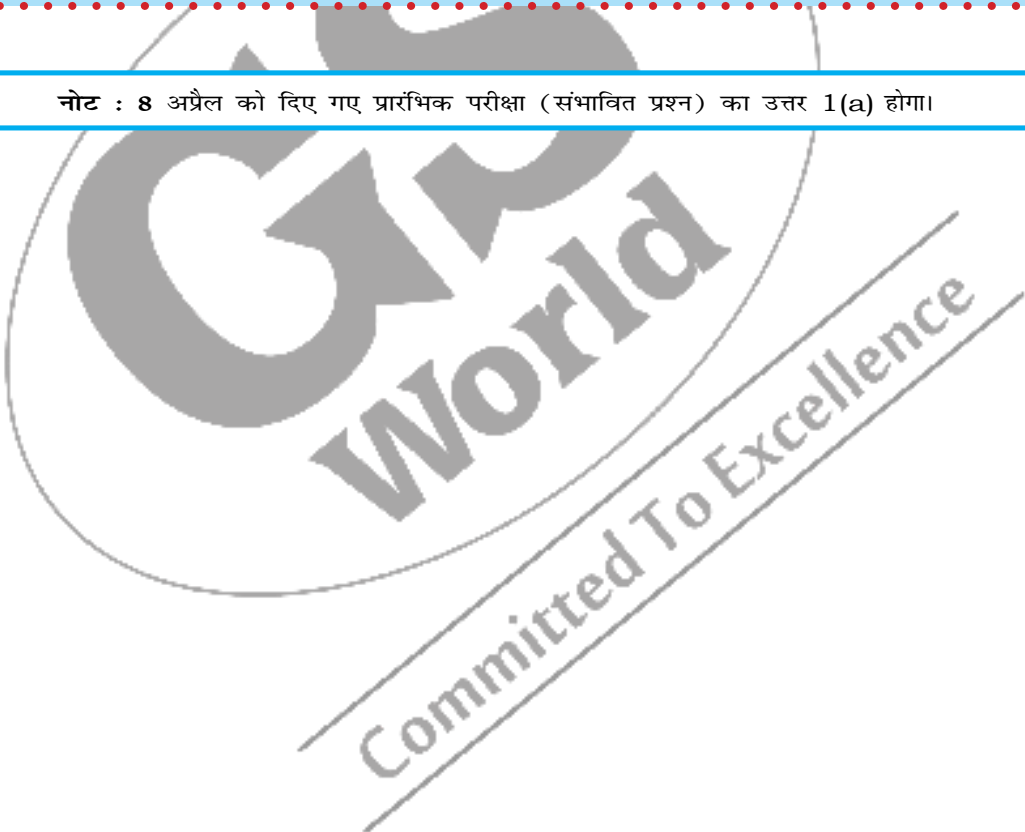 नोट : 8 अप्रैल को दिए गए प्रारंभिक परीक्षा (संभावित प्रश्न) का उत्तर 1(a) होगा।
GS
World
Committed To Excellence